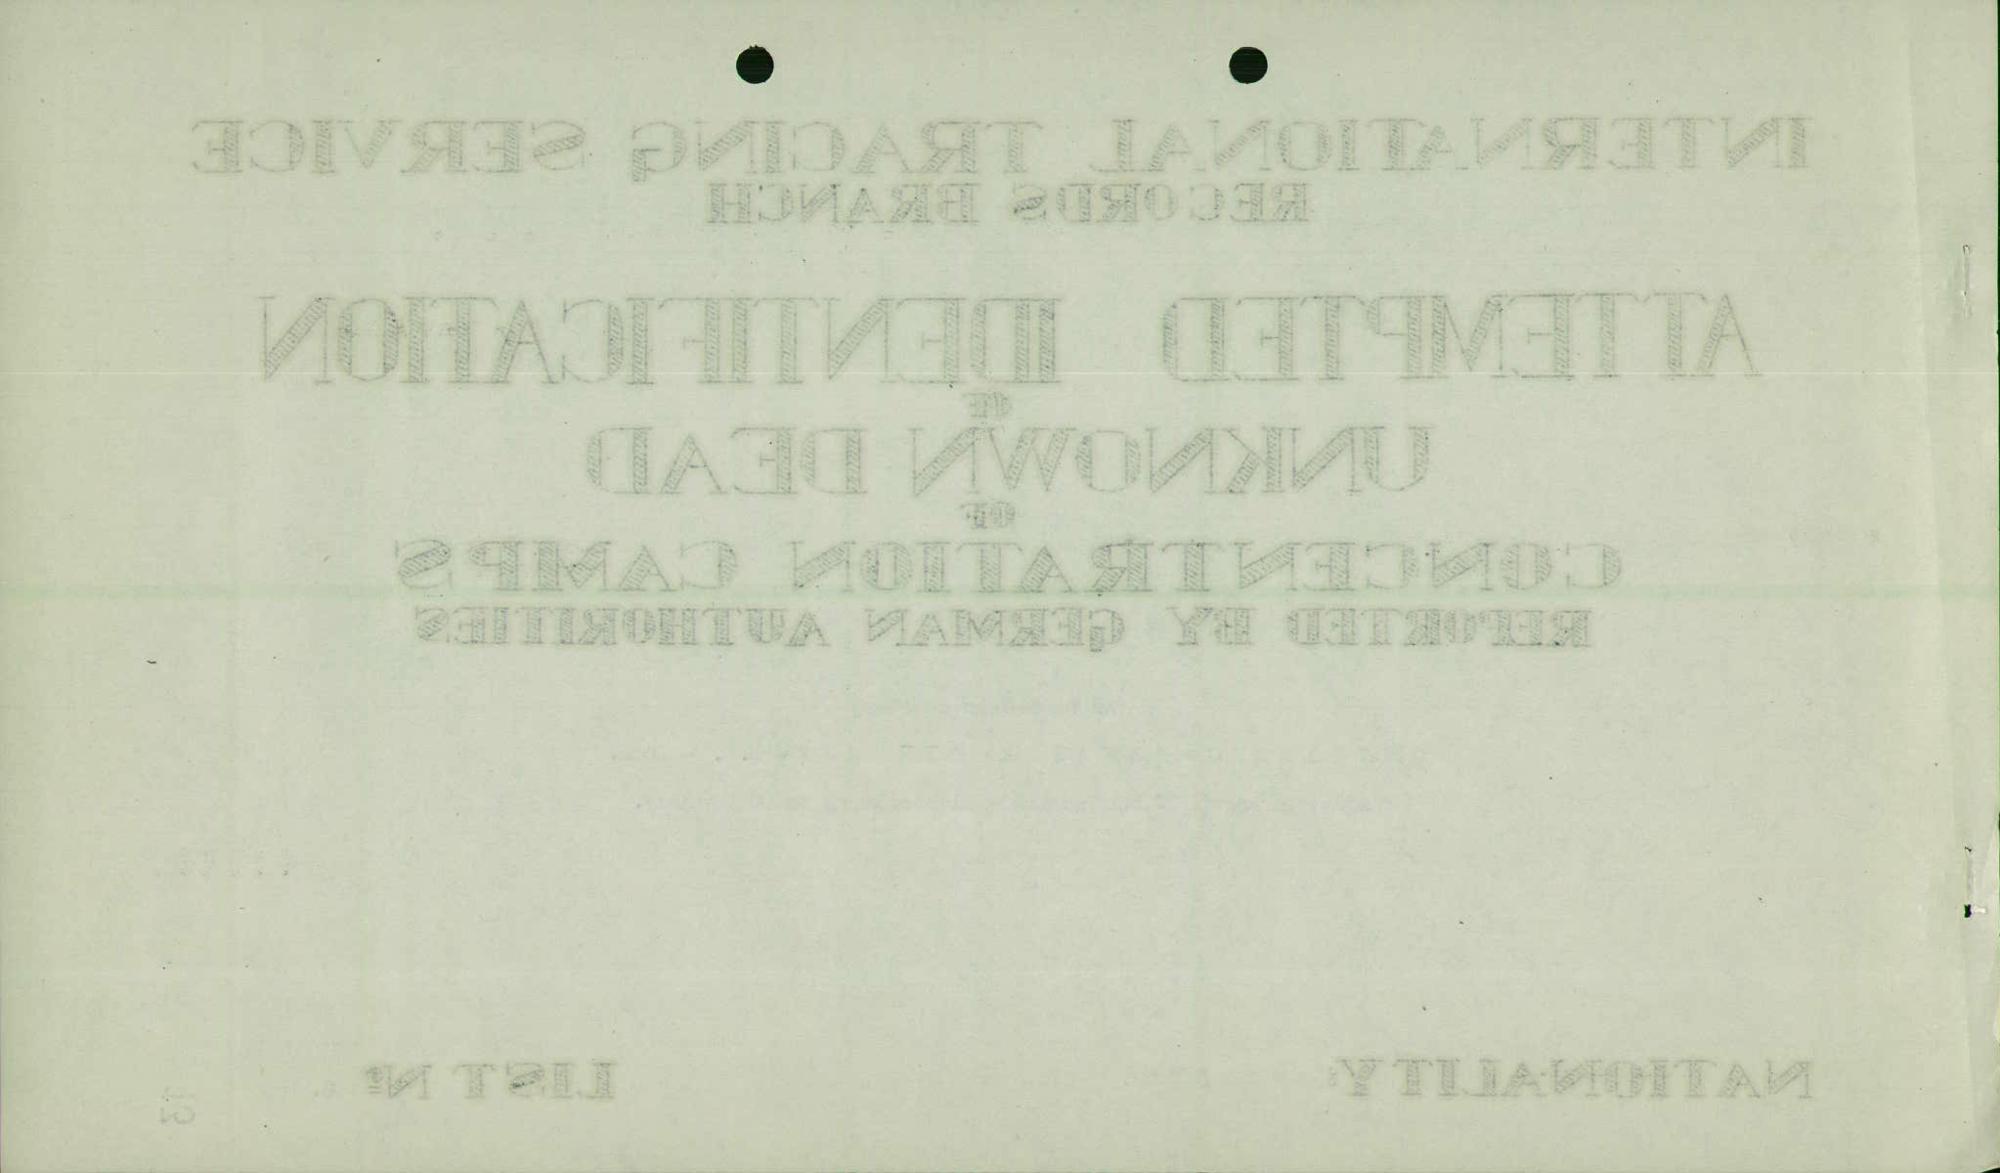 INTERNATIONAL TRACING SERVICE
RECORDS BRANCH
ATTEMPTED IDENTIFICATION
OF
UNKNOWN DEAD
OF
CONCENTRATION CAMPS
REPORTED BY GERMAN AUTHORITIES
NATIONALITY: LIST Nº
13